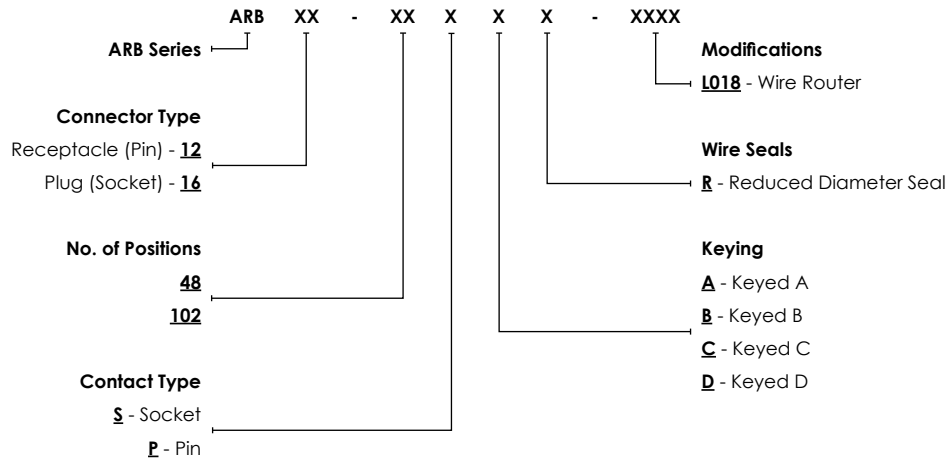 ARB XX - XX X X X - XXXX
ARB Series
Connector Type
Receptacle (Pin) - 12
Plug (Socket) - 16
No. of Positions
48
102
Contact Type
S - Socket
P - Pin
Modifications
L018 - Wire Router
Wire Seals
R - Reduced Diameter Seal
Keying
A - Keyed A
B - Keyed B
C - Keyed C
D - Keyed D